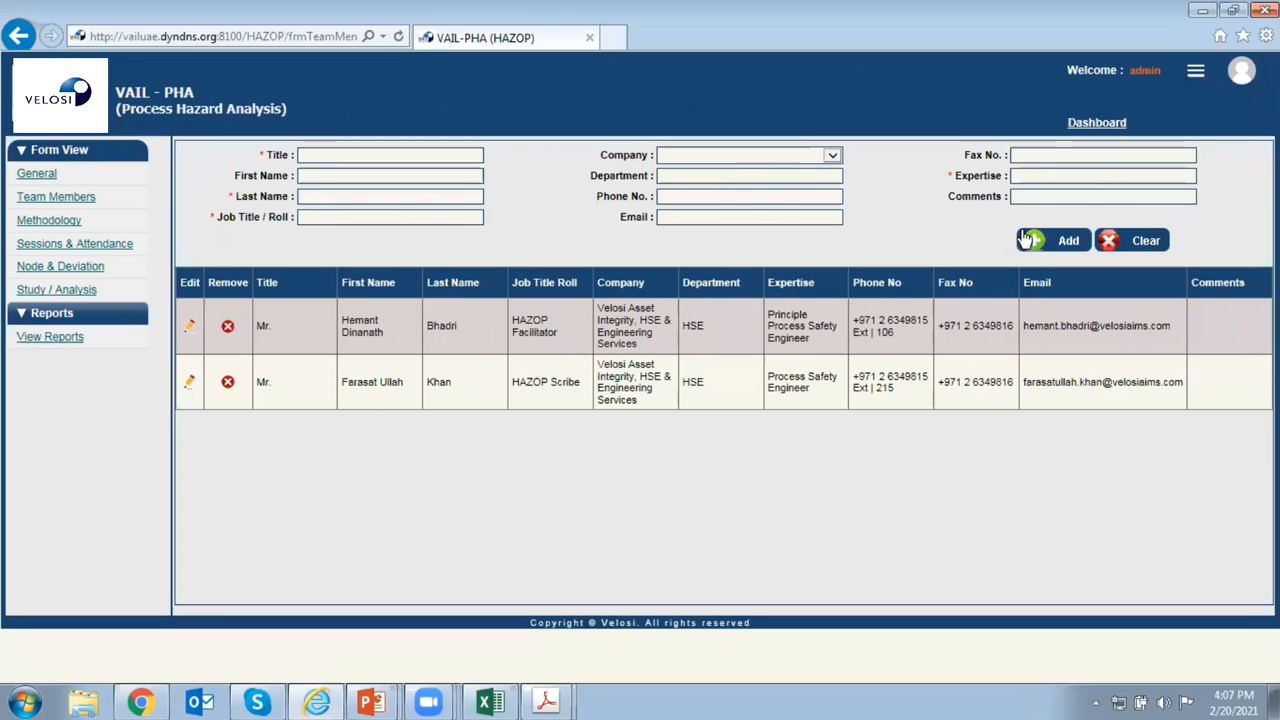 http://vailuae.dyndns.org:8100/HAZOP/frmTeamMen
VAIL-PHA (HAZOP)
VELOSI
VAIL - PHA
(Process Hazard Analysis)
Welcome : admin
Dashboard
▼ Form View
General
Team Members
Methodology
Sessions & Attendance
Node & Deviation
Study / Analysis
▼ Reports
View Reports
* Title :
Company :
Fax No. :
First Name :
Department :
* Expertise :
* Last Name :
Phone No. :
Comments :
* Job Title / Roll :
Email :
Add
Clear
Edit Remove Title First Name Last Name Job Title Roll Company Department Expertise Phone No Fax No Email Comments
Mr.
Hemant
Dinanath
Bhadri
HAZOP
Facilitator
Velosi Asset
Integrity, HSE &
Engineering
Services
HSE
Principle
Process Safety
Engineer
+971 2 6349815
Ext | 106
+971 2 6349816
hemant.bhadri@velosiaims.com
Mr.
Farasat Ullah
Khan
HAZOP Scribe
Velosi Asset
Integrity, HSE &
Engineering
Services
HSE
Process Safety
Engineer
+971 2 6349815
Ext | 215
+971 2 6349816
farasatullah.khan@velosiaims.com
Copyright © Velosi. All rights reserved
4:07 PM
2/20/2021